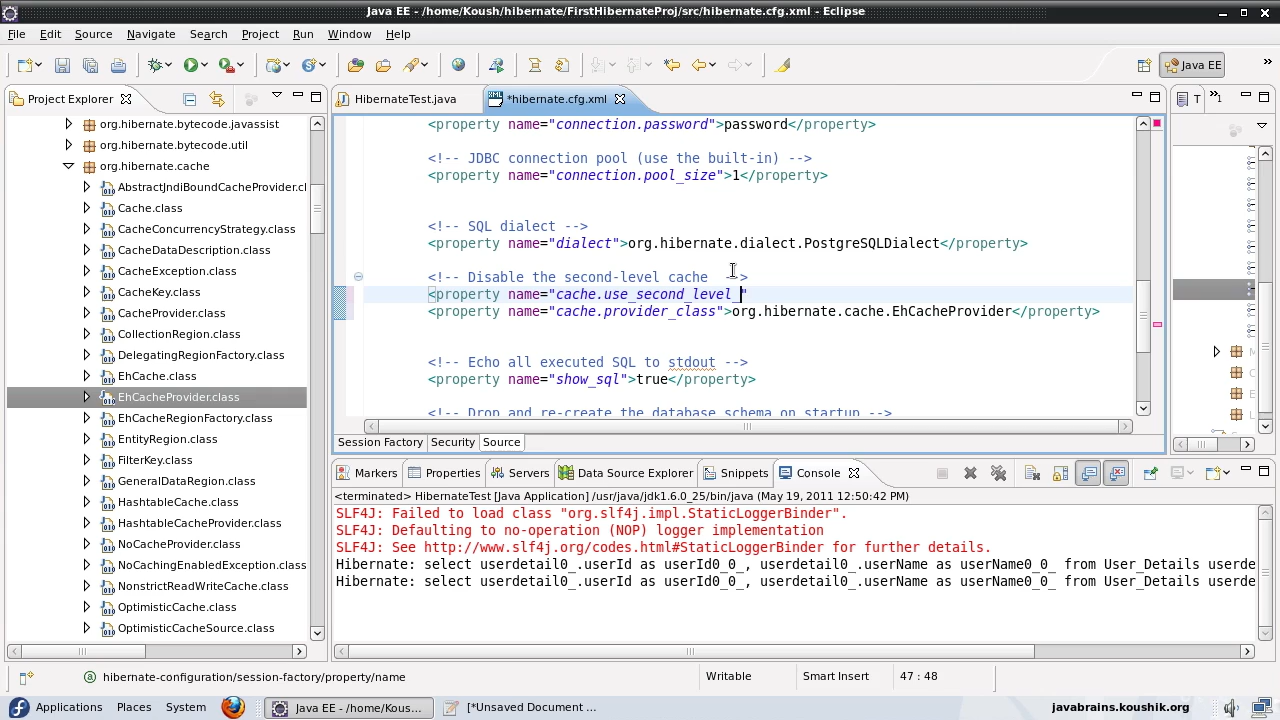 Java EE - /home/Koush/hibernate/FirstHibernateProj/src/hibernate.cfg.xml - Eclipse
File Edit Source Navigate Search Project Run Window Help
Java EE
Project Explorer
HibernateTest.java
*hibernate.cfg.xml
T
1
org.hibernate.bytecode.javassist
org.hibernate.bytecode.util
org.hibernate.cache
AbstractJndiBoundCacheProvider.cl
Cache.class
CacheConcurrencyStrategy.class
CacheDataDescription.class
CacheException.class
CacheKey.class
CacheProvider.class
CollectionRegion.class
DelegatingRegionFactory.class
EhCache.class
EhCacheProvider.class
EhCacheRegionFactory.class
EntityRegion.class
FilterKey.class
GeneralDataRegion.class
HashtableCache.class
HashtableCacheProvider.class
NoCacheProvider.class
NoCachingEnabledException.class
NonstrictReadWriteCache.class
OptimisticCache.class
OptimisticCacheSource.class
<property name="connection.password">password</property>
<!-- JDBC connection pool (use the built-in) -->
<property name="connection.pool_size">1</property>
<!-- SQL dialect -->
<property name="dialect">org.hibernate.dialect.PostgreSQLDialect</property>
<!-- Disable the second-level cache  -->
<property name="cache.use_second_level_"
<property name="cache.provider_class">org.hibernate.cache.EhCacheProvider</property>
<!-- Echo all executed SQL to stdout -->
<property name="show_sql">true</property>
<!-- Drop and re-create the database schema on startup -->
Session Factory Security Source
Markers Properties Servers Data Source Explorer Snippets Console
<terminated> HibernateTest [Java Application] /usr/java/jdk1.6.0_25/bin/java (May 19, 2011 12:50:42 PM)
SLF4J: Failed to load class "org.slf4j.impl.StaticLoggerBinder".
SLF4J: Defaulting to no-operation (NOP) logger implementation
SLF4J: See http://www.slf4j.org/codes.html#StaticLoggerBinder for further details.
Hibernate: select userdetail0_.userId as userId0_0_, userdetail0_.userName as userName0_0_ from User_Details userde
Hibernate: select userdetail0_.userId as userId0_0_, userdetail0_.userName as userName0_0_ from User_Details userde
hibernate-configuration/session-factory/property/name
Writable
Smart Insert
47 : 48
Applications Places System
Java EE - /home/Kous...
[*Unsaved Document ...
javabrains.koushik.org